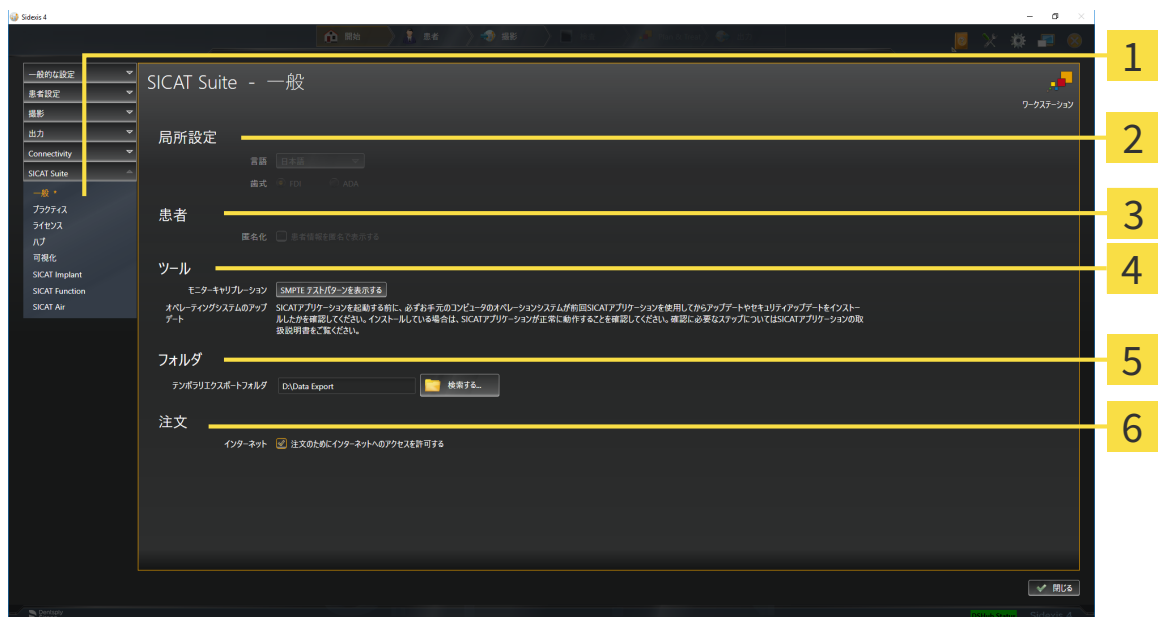 Sidexis 4
開始
患者
撮影
1
一般的な設定
患者設定
撮影
出力
Connectivity
SICAT Suite
一般 *
プラクティス
ライセンス
ハブ
可視化
SICAT Implant
SICAT Function
SICAT Air
SICAT Suite - 一般
ワークステーション
局所設定
2
言語 日本語
歯式 FDI ADA
患者
3
匿名化 患者情報を匿名で表示する
ツール
4
モニターキャリブレーション SMPTE テストパターンを表示する
オペレーティングシステムのアップデート
SICATアプリケーションを起動する前に、必ずお手元のコンピュータのオペレーションシステムが前回SICATアプリケーションを使用してからアップデートやセキュリティアップデートをインストー
ルしたかを確認してください。インストールしている場合は、SICATアプリケーションが正常に動作することを確認してください。確認に必要なステップについてはSICATアプリケーションの取
扱説明書をご覧ください。
フォルダ
5
テンポラリエクスポートフォルダ D:\Data Export 検索する...
注文
6
インターネット 注文のためにインターネットへのアクセスを許可する
閉じる
Dentsply
Sidexis 4